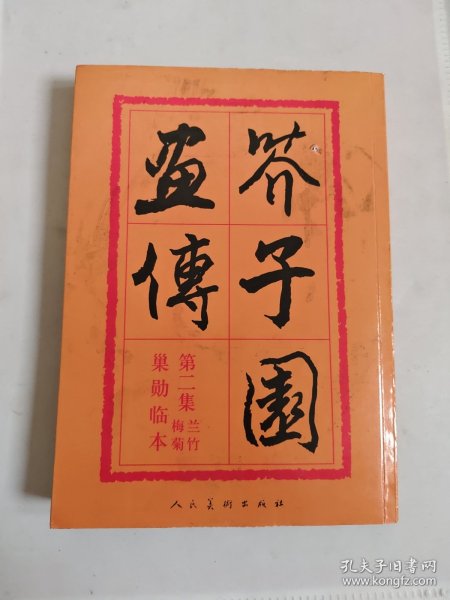 芥子園
畫傳
第二集
兰竹
梅菊
巢勋临本
人民美術出版社
孔夫子旧书网
www.kongfz.com